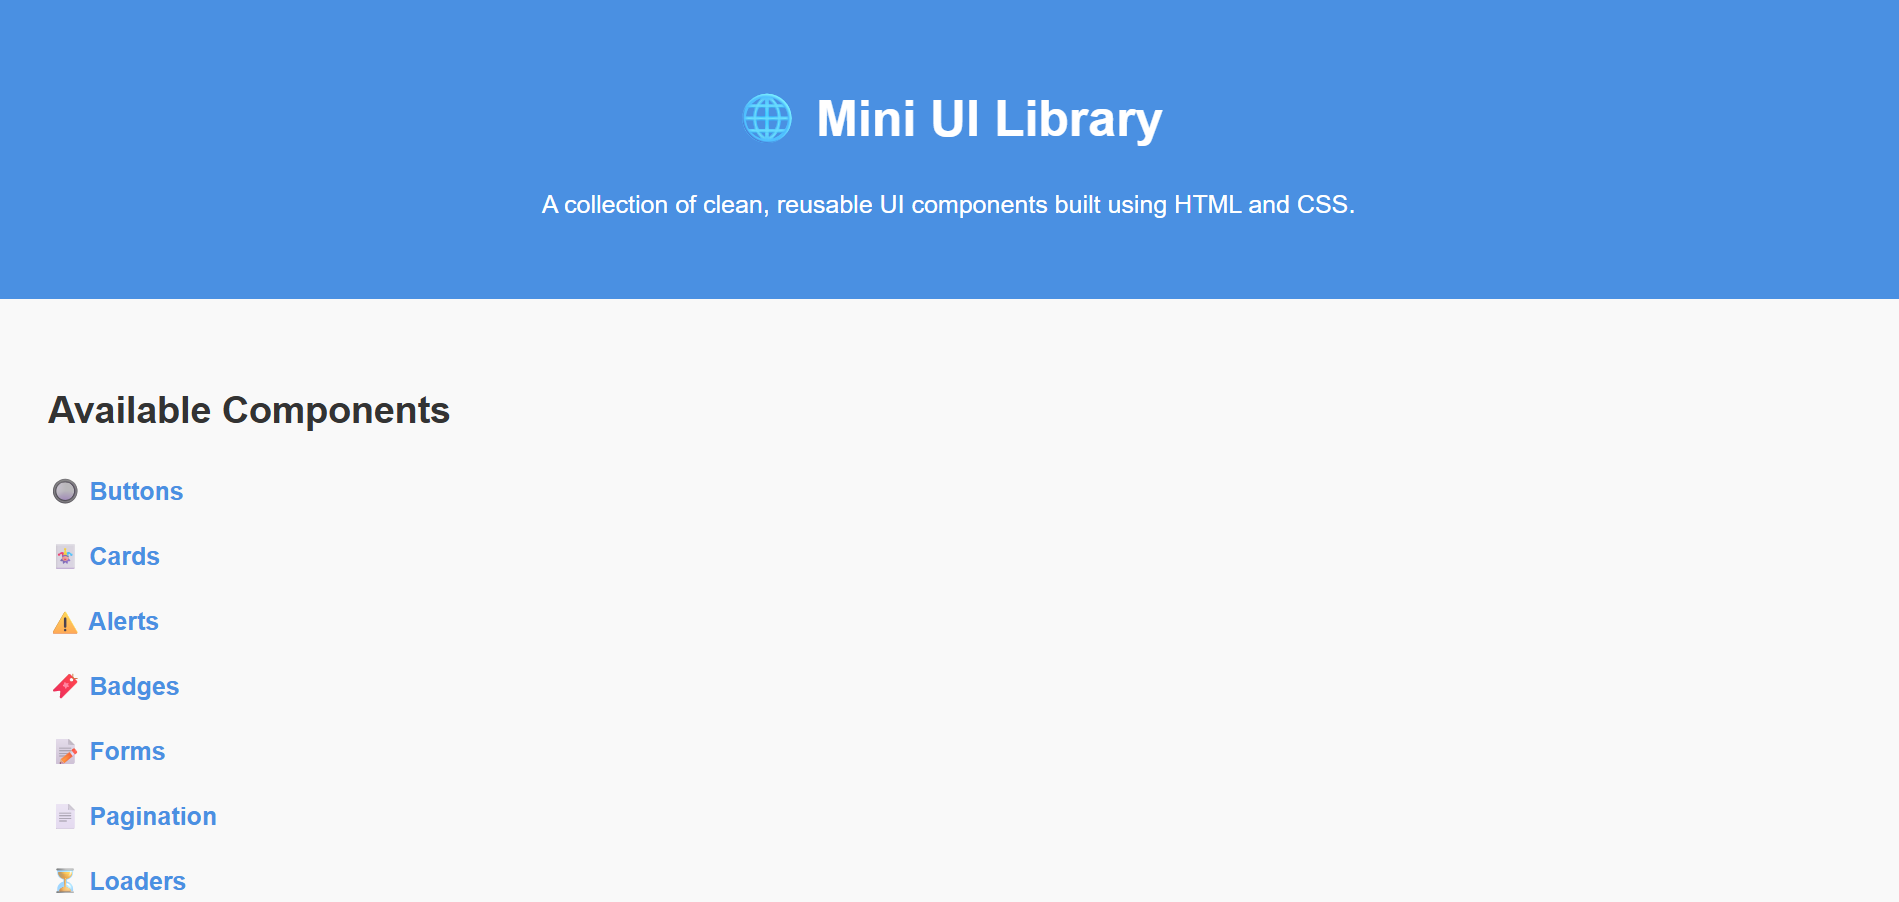 Mini UI Library
A collection of clean, reusable UI components built using HTML and CSS.
Available Components
Buttons
Cards
Alerts
Badges
Forms
Pagination
Loaders